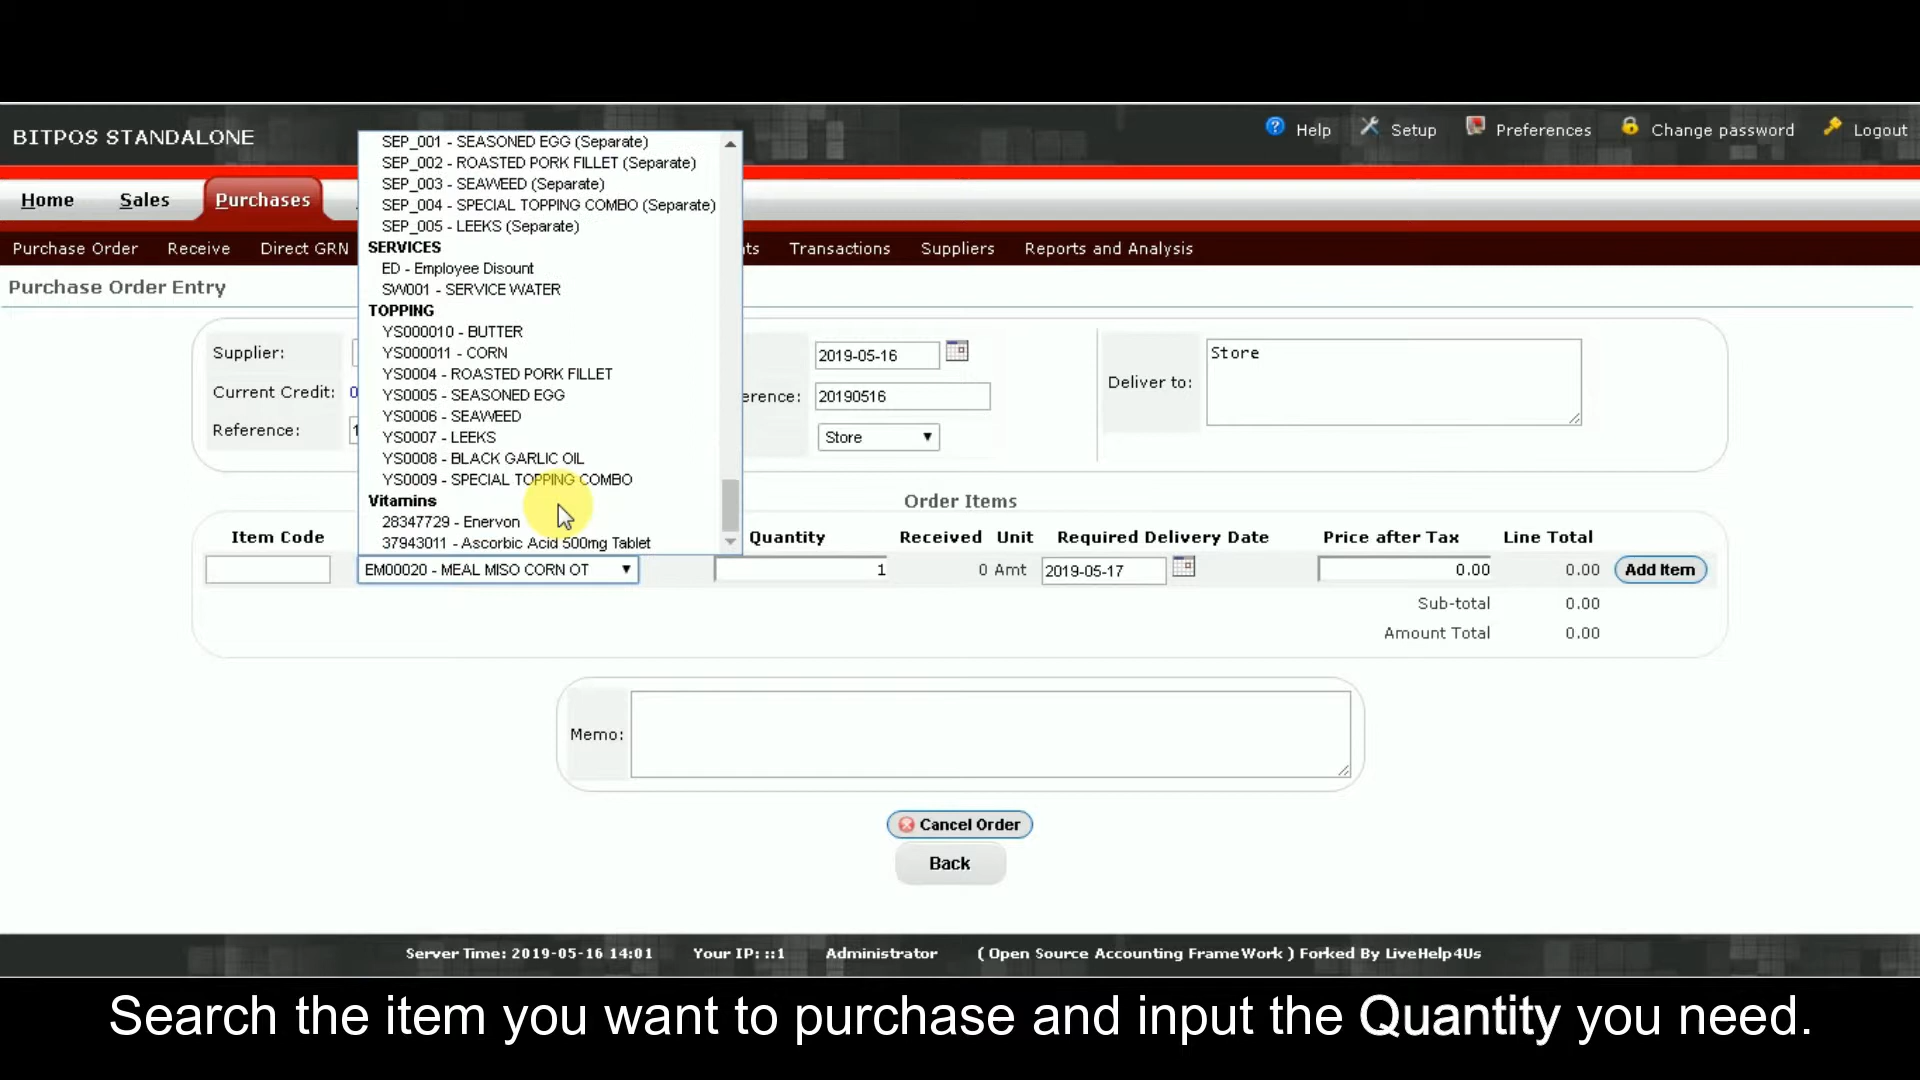 BITPOS STANDALONE
Help
Setup
Preferences
Change password
Logout
Home
Sales
Purchases
Purchase Order
Receive
Direct GRN
ts
Transactions
Suppliers
Reports and Analysis
Purchase Order Entry
SEP_001 - SEASONED EGG (Separate)
SEP_002 - ROASTED PORK FILLET (Separate)
SEP_003 - SEAWEED (Separate)
SEP_004 - SPECIAL TOPPING COMBO (Separate)
SEP_005 - LEEKS (Separate)
SERVICES
ED - Employee Disount
SW001 - SERVICE WATER
TOPPING
YS000010 - BUTTER
YS000011 - CORN
YS0004 - ROASTED PORK FILLET
YS0005 - SEASONED EGG
YS0006 - SEAWEED
YS0007 - LEEKS
YS0008 - BLACK GARLIC OIL
YS0009 - SPECIAL TOPPING COMBO
Vitamins
28347729 - Enervon
37943011 - Ascorbic Acid 500mg Tablet
Supplier:
Current Credit: 0
Reference: 1
2019-05-16
erence: 20190516
Store
Deliver to:
Store
Order Items
Item Code
Quantity
Received
Unit
Required Delivery Date
Price after Tax
Line Total
EM00020 - MEAL MISO CORN OT
1
0 Amt
2019-05-17
0.00
0.00
Add Item
Sub-total 0.00
Amount Total 0.00
Memo:
Cancel Order
Back
Server Time: 2019-05-16 14:01
Your IP: ::1
Administrator
( Open Source Accounting FrameWork ) Forked By LiveHelp4Us
Search the item you want to purchase and input the Quantity you need.